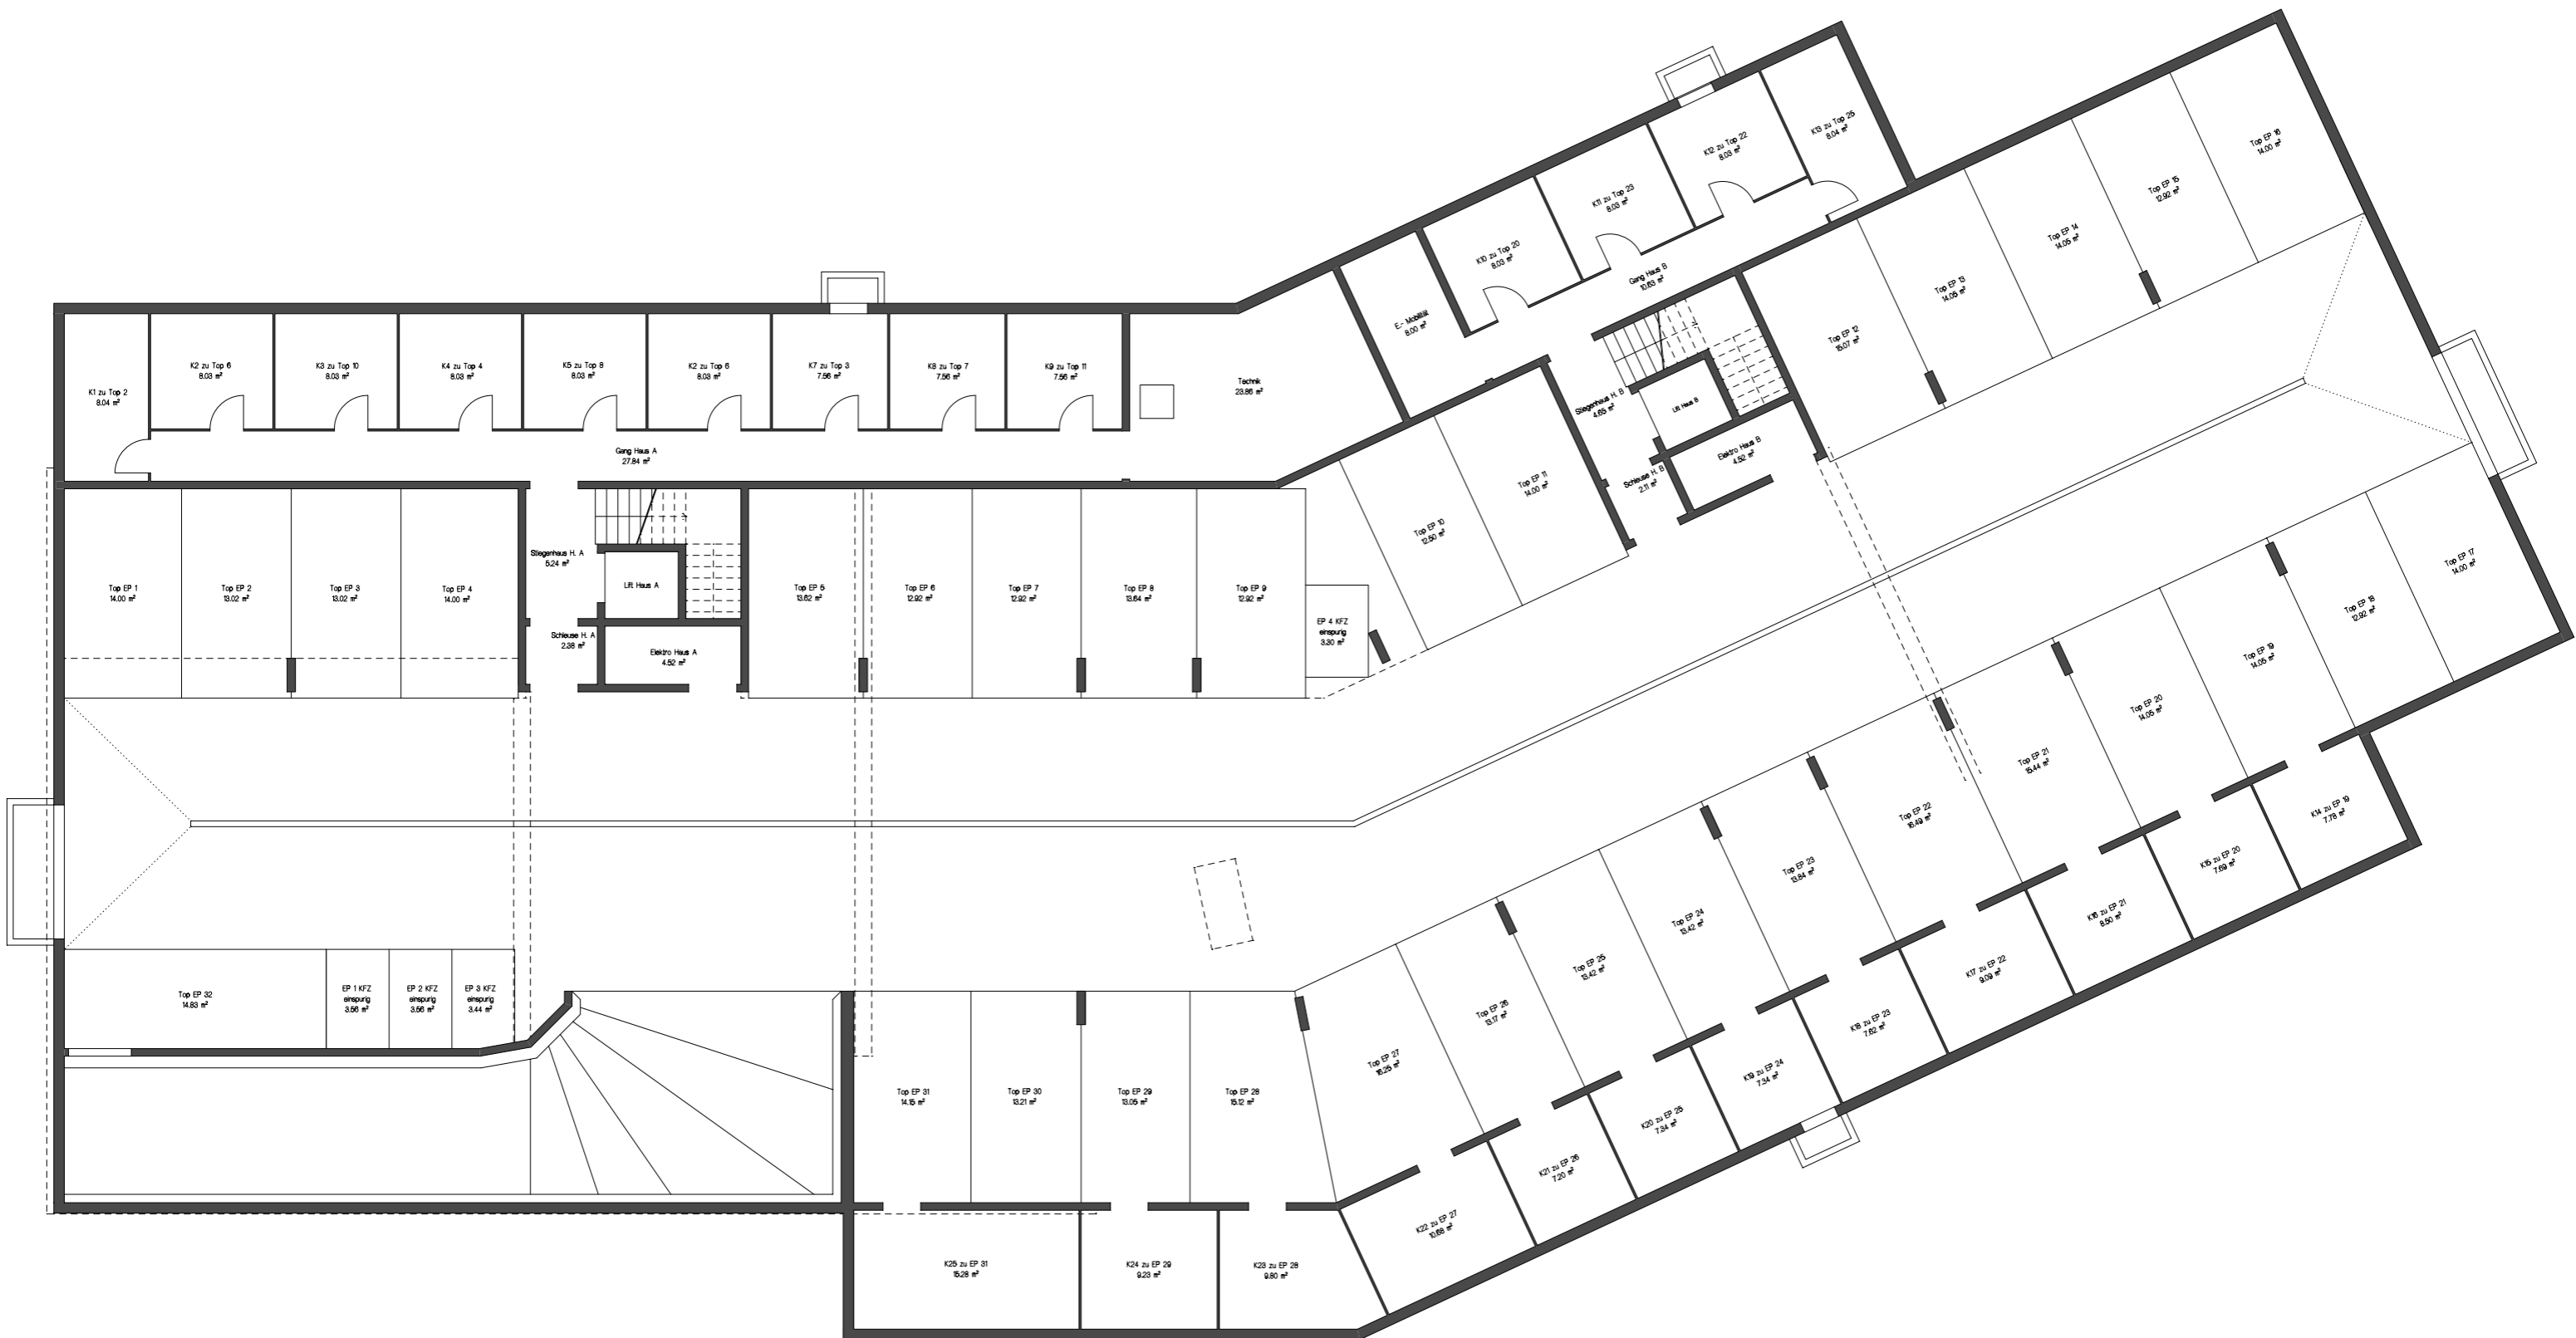 K13 zu Top 25
8.04 m²
K12 zu Top 22
8.03 m²
K11 zu Top 23
8.03 m²
K10 zu Top 20
8.03 m²
E.- Mobilität
8.00 m²
Gang Haus B
10.63 m²
Top EP 16
14.00 m²
Top EP 15
12.92 m²
Top EP 14
14.05 m²
Top EP 13
14.05 m²
Top EP 12
15.07 m²
K1 zu Top 2
8.04 m²
K2 zu Top 6
8.03 m²
K3 zu Top 10
8.03 m²
K4 zu Top 4
8.03 m²
K5 zu Top 8
8.03 m²
K2 zu Top 6
8.03 m²
K7 zu Top 3
7.56 m²
K8 zu Top 7
7.56 m²
K9 zu Top 11
7.56 m²
Technik
23.86 m²
Gang Haus A
27.84 m²
Stiegenhaus H. B
4.65 m²
Lift Haus B
Elektro Haus B
4.52 m²
Schleuse H. B
2.11 m²
Top EP 11
14.00 m²
Top EP 10
12.50 m²
Top EP 1
14.00 m²
Top EP 2
13.02 m²
Top EP 3
13.02 m²
Top EP 4
14.00 m²
Stiegenhaus H. A
5.24 m²
Lift Haus A
Schleuse H. A
2.38 m²
Elektro Haus A
4.52 m²
Top EP 5
13.62 m²
Top EP 6
12.92 m²
Top EP 7
12.92 m²
Top EP 8
13.64 m²
Top EP 9
12.92 m²
EP 4 KFZ
einspurig
3.30 m²
Top EP 17
14.00 m²
Top EP 18
12.92 m²
Top EP 19
14.05 m²
Top EP 20
14.05 m²
Top EP 21
15.44 m²
Top EP 22
16.49 m²
Top EP 23
13.84 m²
Top EP 24
13.42 m²
Top EP 25
13.42 m²
Top EP 26
13.17 m²
Top EP 27
16.25 m²
K14 zu EP 19
7.78 m²
K15 zu EP 20
7.69 m²
K16 zu EP 21
8.50 m²
K17 zu EP 22
9.09 m²
K18 zu EP 23
7.62 m²
K19 zu EP 24
7.34 m²
K20 zu EP 25
7.34 m²
K21 zu EP 26
7.20 m²
K22 zu EP 27
10.68 m²
Top EP 32
14.83 m²
EP 1 KFZ
einspurig
3.56 m²
EP 2 KFZ
einspurig
3.56 m²
EP 3 KFZ
einspurig
3.44 m²
Top EP 31
14.15 m²
Top EP 30
13.21 m²
Top EP 29
13.05 m²
Top EP 28
15.12 m²
K25 zu EP 31
15.28 m²
K24 zu EP 29
9.23 m²
K23 zu EP 28
9.80 m²